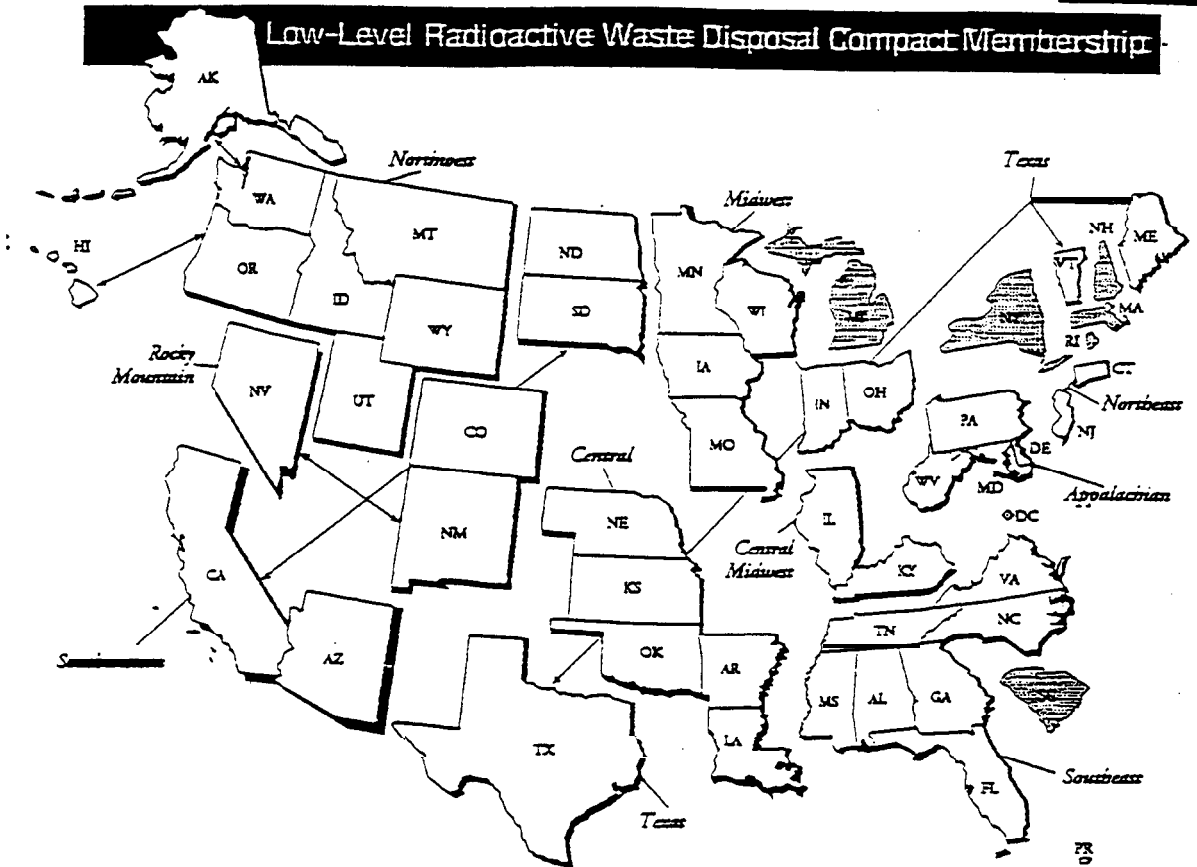 Low-Level Radioactive Waste Disposal Compact Membership
AK
Northwest
Texas
WA
Midwest
HI
MT
ND
MN
NH
ME
VT
OR
ID
SD
WI
MI
NY
MA
WY
RI
Rocky
Mountain
NV
UT
IA
IN
OH
CT
Northeast
CO
MO
PA
NJ
DE
Central
WV
MD
Appalachian
NM
NE
IL
DC
Central
Midwest
CA
KS
KY
VA
TN
NC
AZ
OK
AR
MS
AL
GA
SC
TX
LA
Southeast
FL
Texas
PR